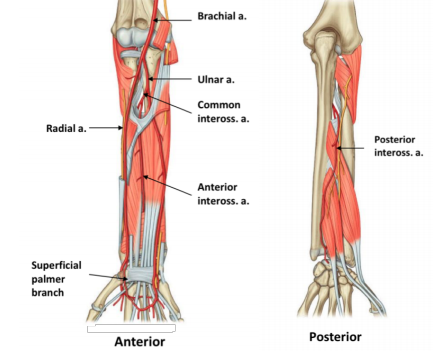 Brachial a.
Ulnar a.
Common
inteross. a.
Radial a.
Posterior
inteross. a.
Anterior
inteross. a.
Superficial
palmer
branch
Anterior
Posterior